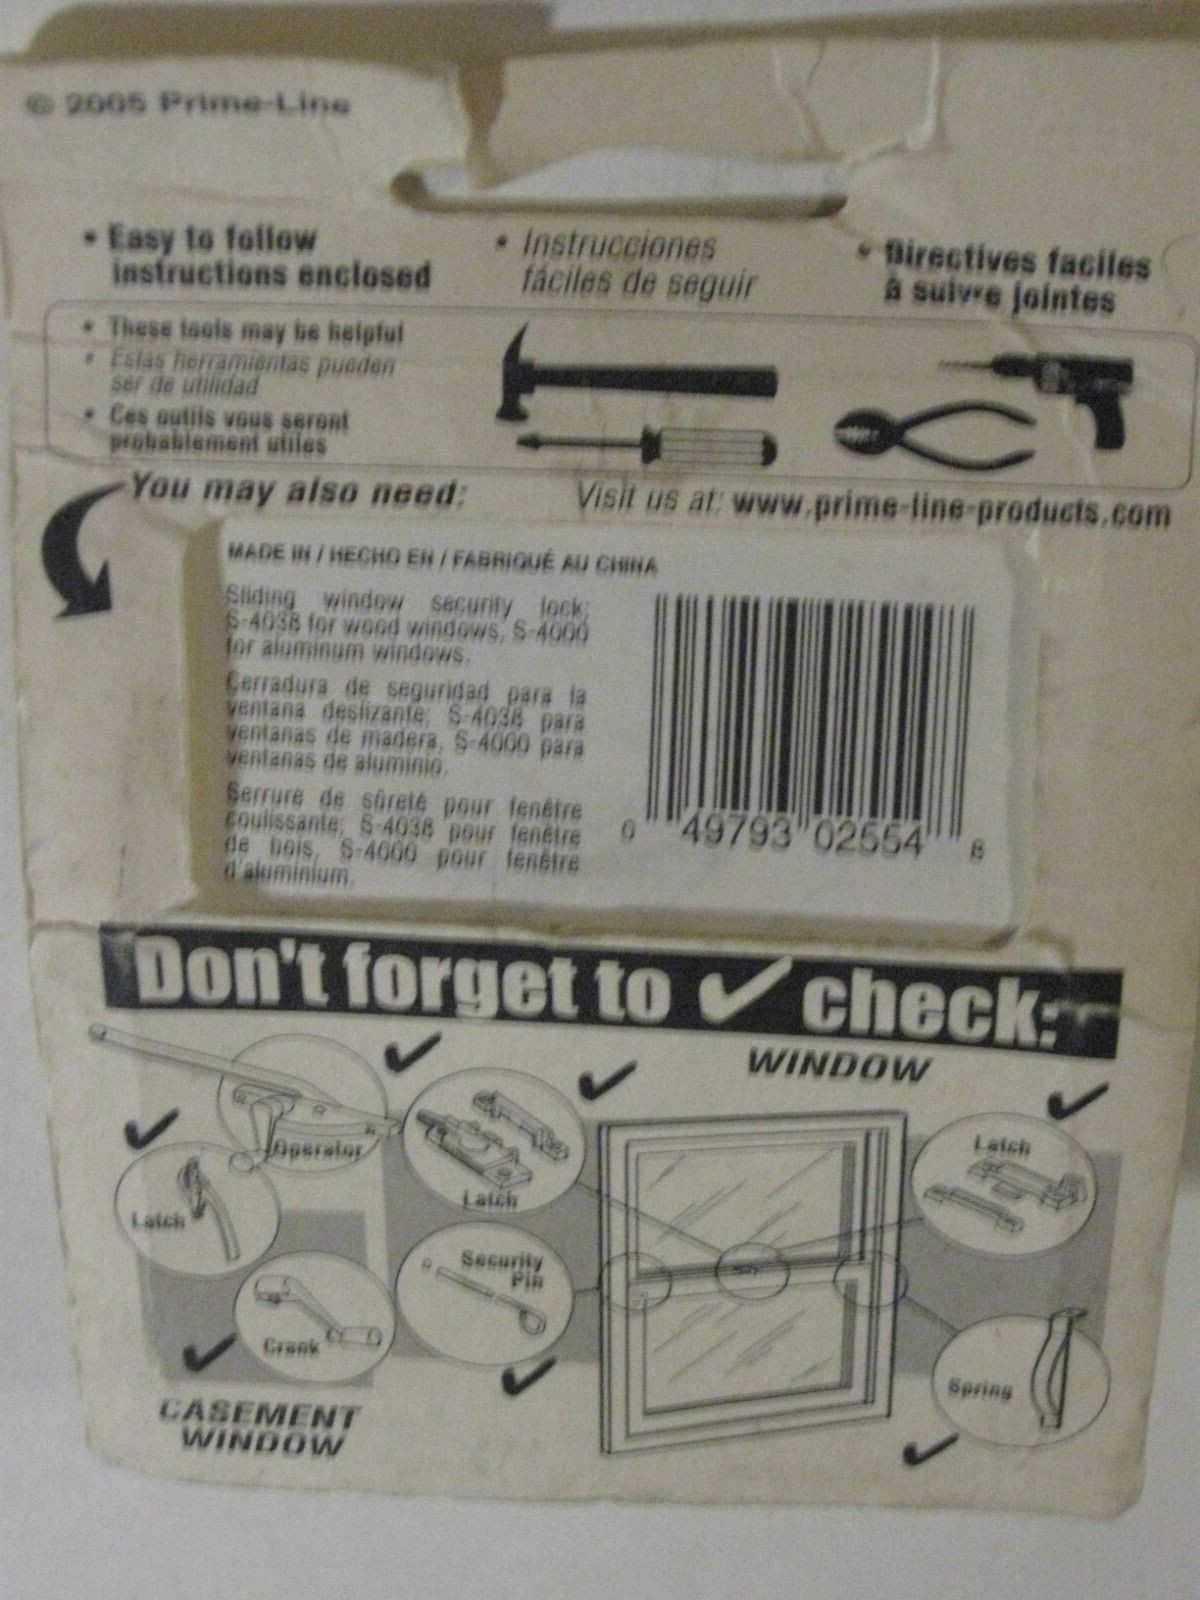 © 2005 Prime-Line
• Easy to follow
instructions enclosed
• Instrucciones
fáciles de seguir
• Directives faciles
à suivre jointes
• These tools may be helpful
• Estas herramientas pueden
ser de utilidad
• Ces outils vous seront
probablement utiles
You may also need:
Visit us at: www.prime-line-products.com
MADE IN / HECHO EN / FABRIQUÉ AU CHINA
Sliding window security lock;
S-4038 for wood windows, S-4000
for aluminum windows.
Cerradura de seguridad para la
ventana deslizante; S-4038 para
ventanas de madera, S-4000 para
ventanas de aluminio.
Serrure de sûreté pour fenêtre
coulissante; S-4038 pour fenêtre
de bois, S-4000 pour fenêtre
d'aluminium.
0 49793 02554 8
Don't forget to ✓ check:
WINDOW
Operator
Latch
Latch
Latch
Security
Pin
Crank
Spring
CASEMENT
WINDOW